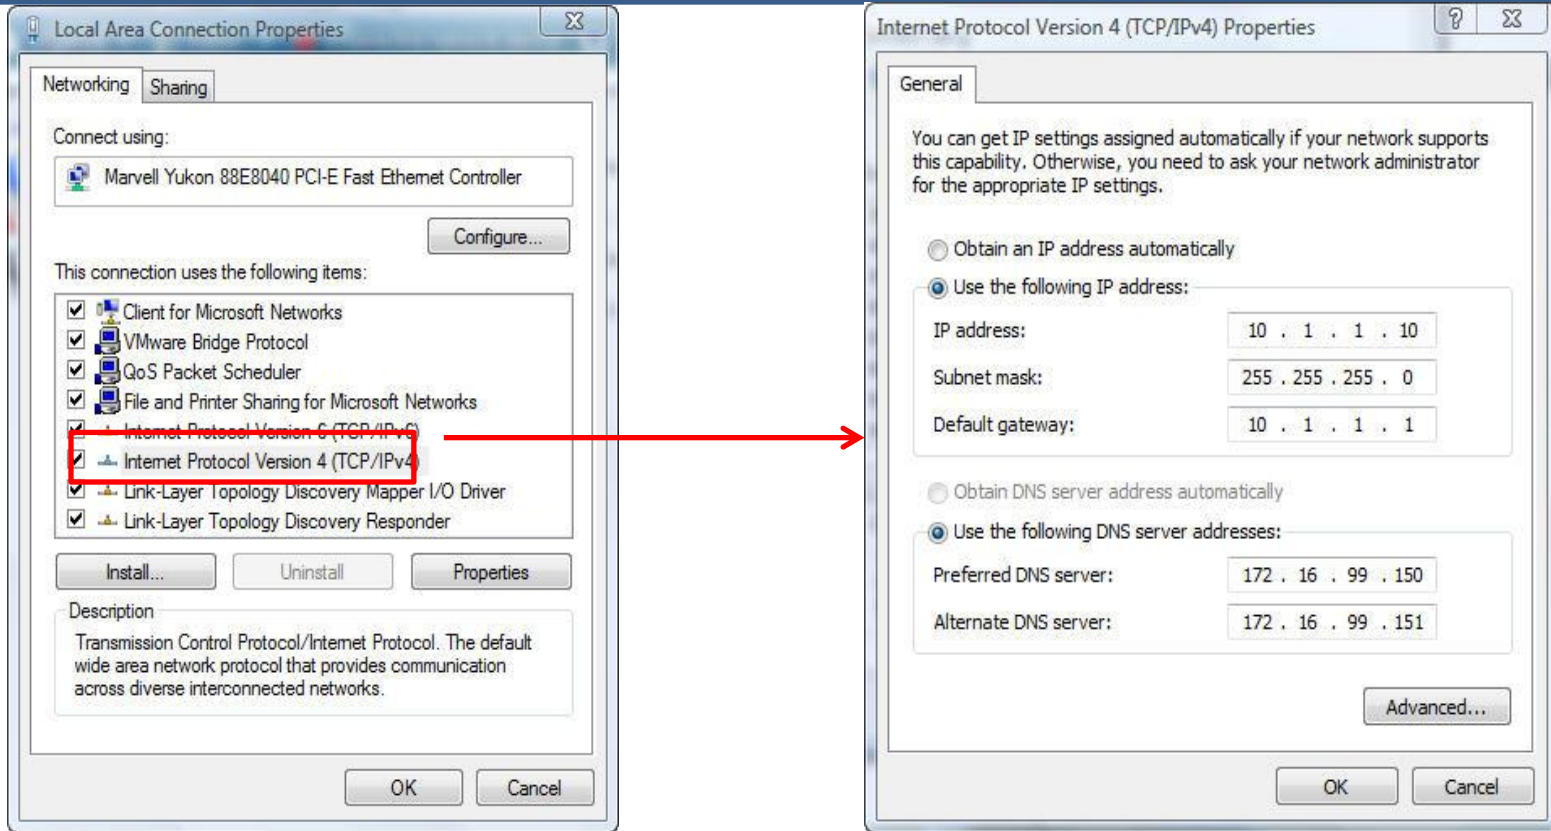 Local Area Connection Properties
Networking
Sharing
Connect using:
Marvell Yukon 88E8040 PCI-E Fast Ethernet Controller
Configure...
This connection uses the following items:
Client for Microsoft Networks
VMware Bridge Protocol
QoS Packet Scheduler
File and Printer Sharing for Microsoft Networks
Internet Protocol Version 6 (TCP/IPv6)
Internet Protocol Version 4 (TCP/IPv4)
Link-Layer Topology Discovery Mapper I/O Driver
Link-Layer Topology Discovery Responder
Install...
Uninstall
Properties
Description
Transmission Control Protocol/Internet Protocol. The default
wide area network protocol that provides communication
across diverse interconnected networks.
OK
Cancel
Internet Protocol Version 4 (TCP/IPv4) Properties
?
General
You can get IP settings assigned automatically if your network supports
this capability. Otherwise, you need to ask your network administrator
for the appropriate IP settings.
Obtain an IP address automatically
Use the following IP address:
IP address: 10 . 1 . 1 . 10
Subnet mask: 255 . 255 . 255 . 0
Default gateway: 10 . 1 . 1 . 1
Obtain DNS server address automatically
Use the following DNS server addresses:
Preferred DNS server: 172 . 16 . 99 . 150
Alternate DNS server: 172 . 16 . 99 . 151
Advanced...
OK
Cancel